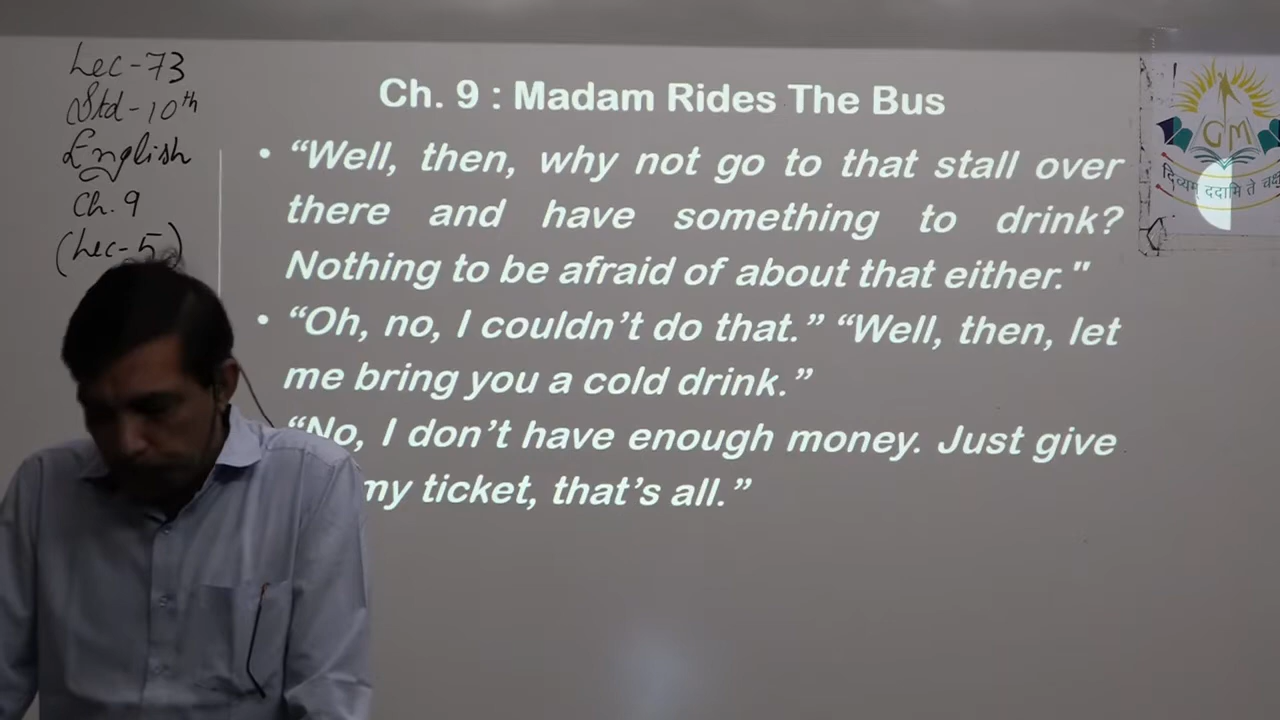 Lec-73
Std-10th
English
Ch. 9
(Lec-5)
Ch. 9 : Madam Rides The Bus
• “Well, then, why not go to that stall over
there and have something to drink?
Nothing to be afraid of about that either."
• “Oh, no, I couldn’t do that.” “Well, then, let
me bring you a cold drink.”
“No, I don’t have enough money. Just give
my ticket, that’s all.”
GM
दिव्यम् ददामि ते